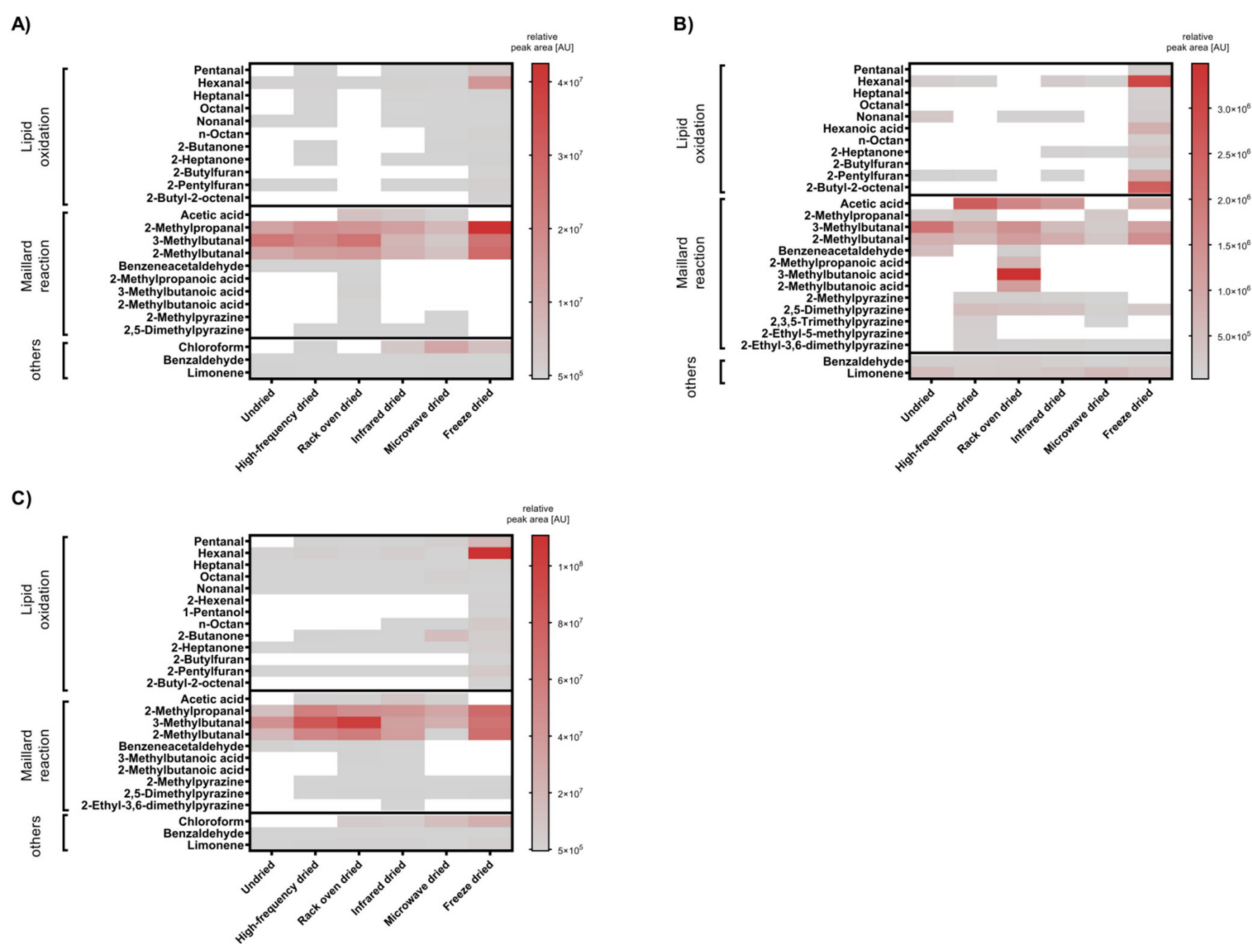 A)
relative
peak area [AU]
Lipid
oxidation
Pentanal
Hexanal
Heptanal
Octanal
Nonanal
n-Octan
2-Butanone
2-Heptanone
2-Butylfuran
2-Pentylfuran
2-Butyl-2-octenal
Maillard
reaction
Acetic acid
2-Methylpropanal
3-Methylbutanal
2-Methylbutanal
Benzeneacetaldehyde
2-Methylpropanoic acid
3-Methylbutanoic acid
2-Methylbutanoic acid
2-Methylpyrazine
2,5-Dimethylpyrazine
others
Chloroform
Benzaldehyde
Limonene
4×10⁷
3×10⁷
2×10⁷
1×10⁷
5×10⁵
Undried
High-frequency dried
Rack oven dried
Infrared dried
Microwave dried
Freeze dried
B)
relative
peak area [AU]
Lipid
oxidation
Pentanal
Hexanal
Heptanal
Octanal
Nonanal
Hexanoic acid
n-Octan
2-Heptanone
2-Butylfuran
2-Pentylfuran
2-Butyl-2-octenal
Maillard
reaction
Acetic acid
2-Methylpropanal
3-Methylbutanal
2-Methylbutanal
Benzeneacetaldehyde
2-Methylpropanoic acid
3-Methylbutanoic acid
2-Methylbutanoic acid
2-Methylpyrazine
2,5-Dimethylpyrazine
2,3,5-Trimethylpyrazine
2-Ethyl-5-methylpyrazine
2-Ethyl-3,6-dimethylpyrazine
others
Benzaldehyde
Limonene
3.0×10⁶
2.5×10⁶
2.0×10⁶
1.5×10⁶
1.0×10⁶
5.0×10⁵
Undried
High-frequency dried
Rack oven dried
Infrared dried
Microwave dried
Freeze dried
C)
relative
peak area [AU]
Lipid
oxidation
Pentanal
Hexanal
Heptanal
Octanal
Nonanal
2-Hexenal
1-Pentanol
n-Octan
2-Butanone
2-Heptanone
2-Butylfuran
2-Pentylfuran
2-Butyl-2-octenal
Maillard
reaction
Acetic acid
2-Methylpropanal
3-Methylbutanal
2-Methylbutanal
Benzeneacetaldehyde
3-Methylbutanoic acid
2-Methylbutanoic acid
2-Methylpyrazine
2,5-Dimethylpyrazine
2-Ethyl-3,6-dimethylpyrazine
others
Chloroform
Benzaldehyde
Limonene
1×10⁸
8×10⁷
6×10⁷
4×10⁷
2×10⁷
5×10⁵
Undried
High-frequency dried
Rack oven dried
Infrared dried
Microwave dried
Freeze dried